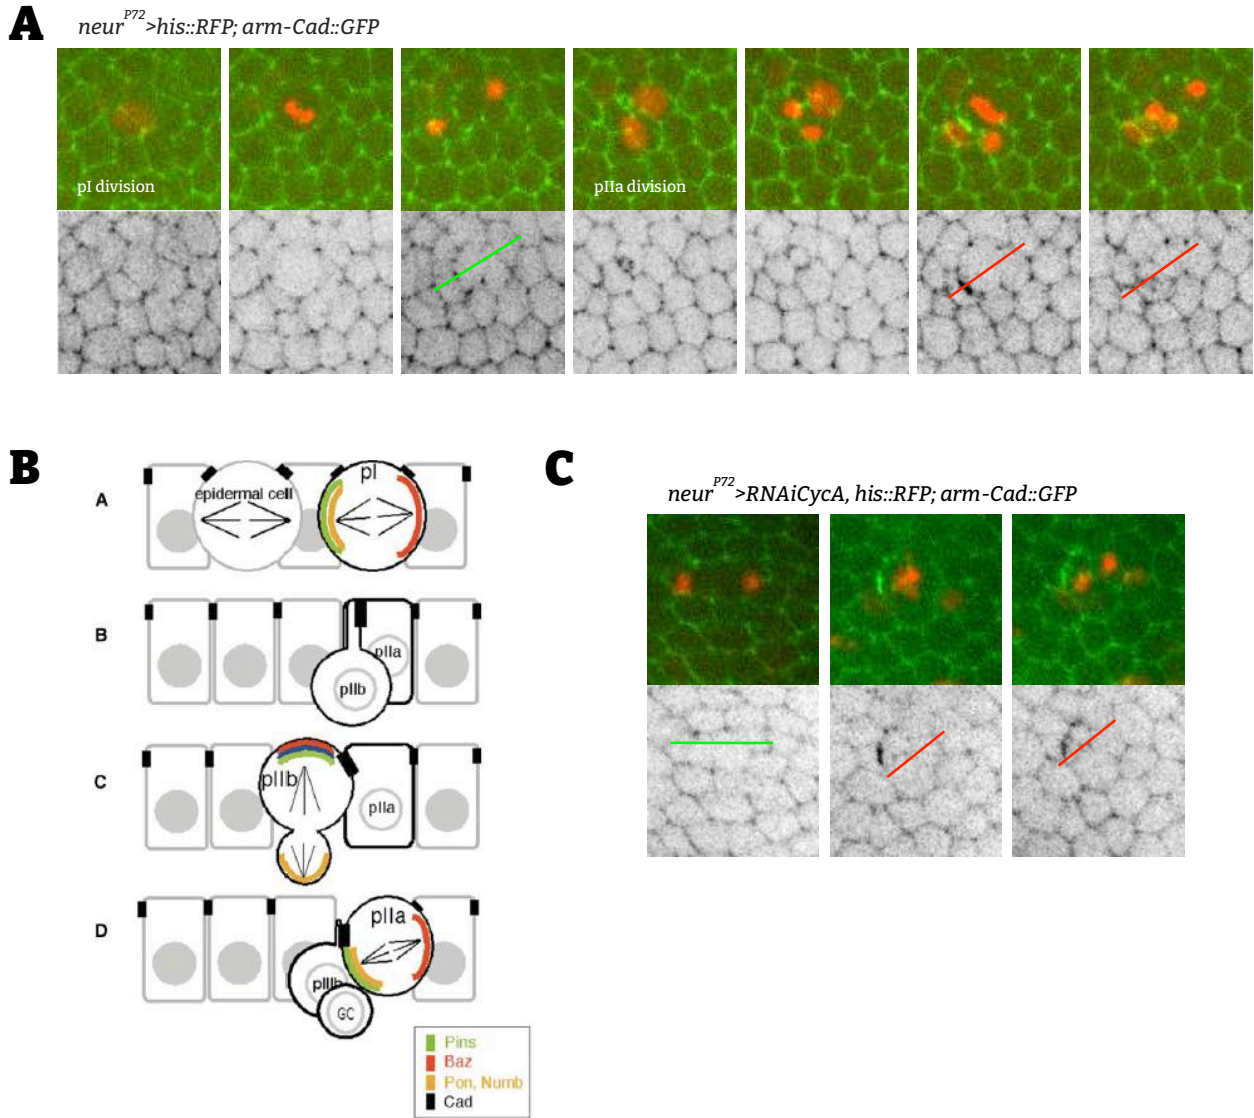 A
neur^P72>his::RFP; arm-Cad::GFP
pI division
pIIa division
B
A
epidermal cell
pI
B
pIIa
pIIb
C
pIIb
pIIa
D
pIIa
pIIIb
GC
Pins
Baz
Pon, Numb
Cad
C
neur^P72>RNAiCycA, his::RFP; arm-Cad::GFP